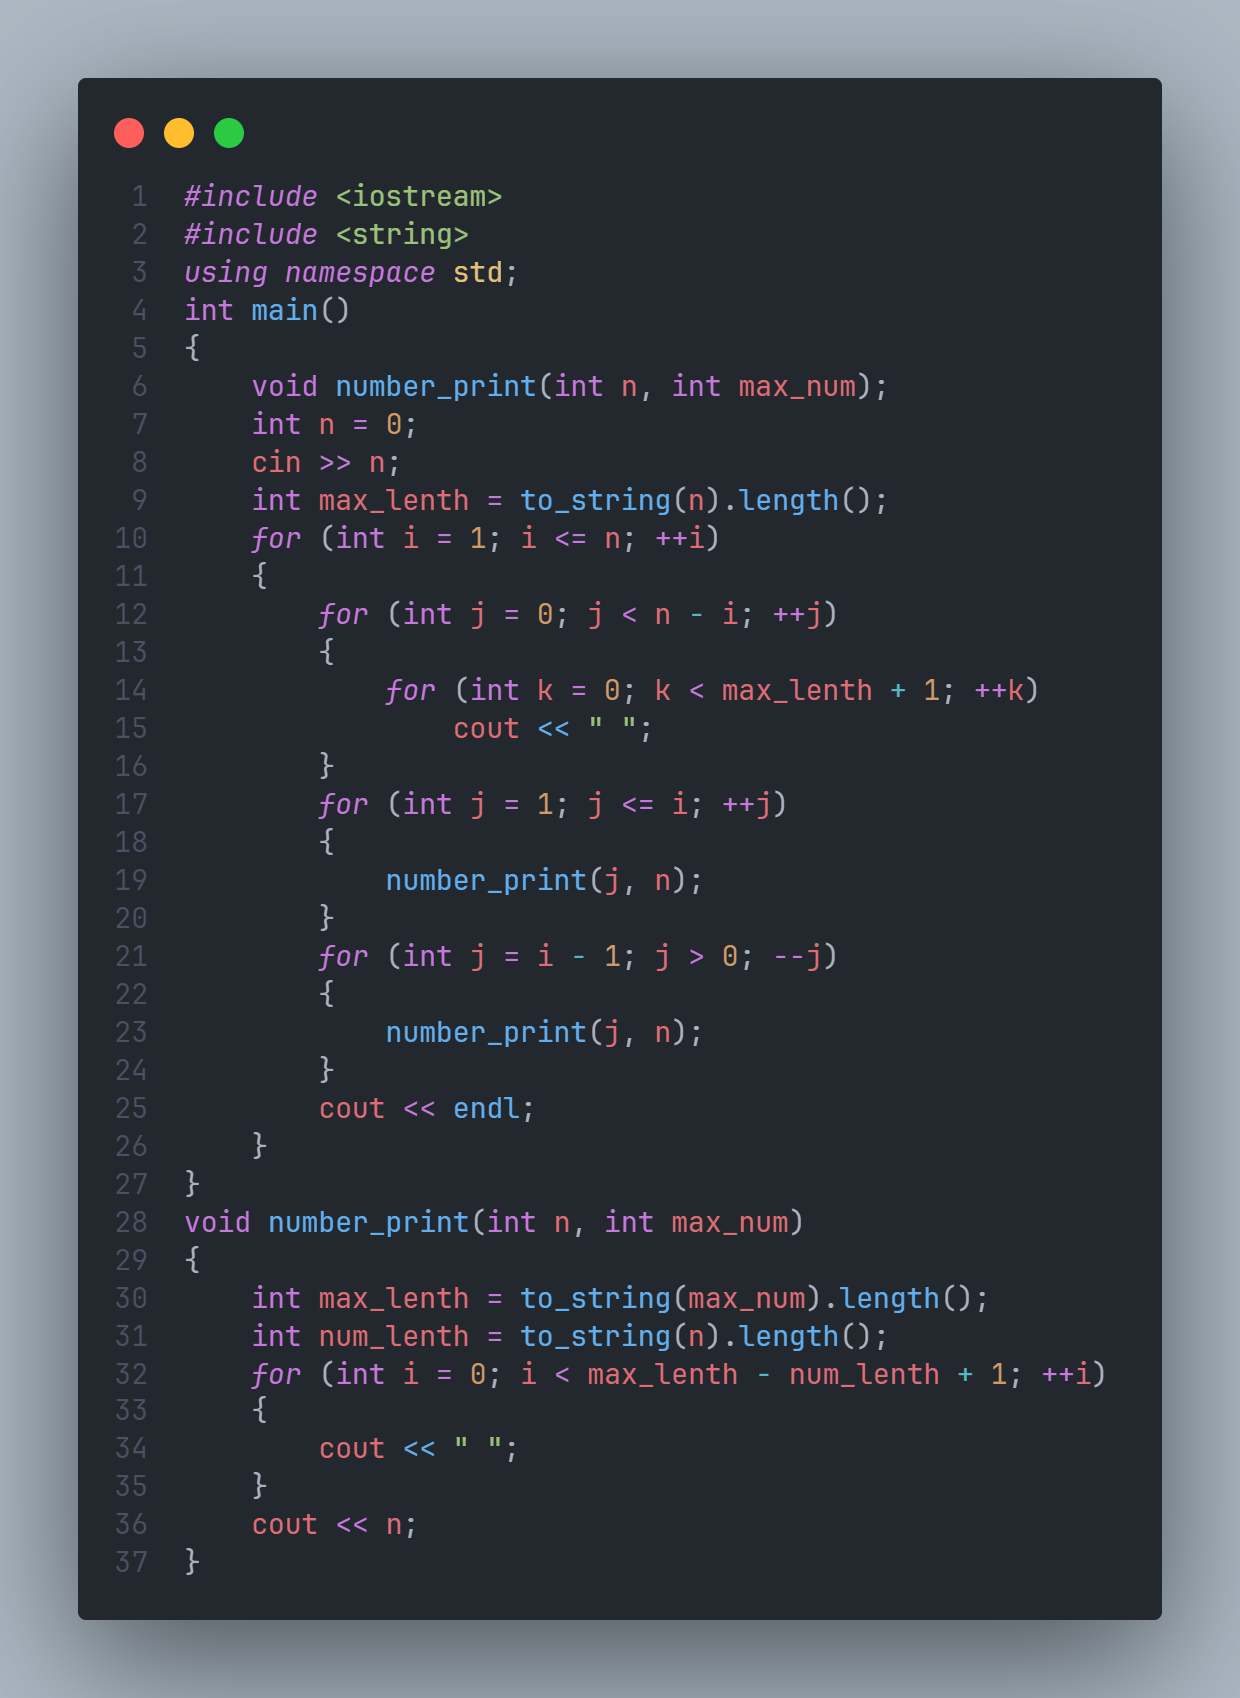 1 #include <iostream>
2 #include <string>
3 using namespace std;
4 int main()
5 {
6     void number_print(int n, int max_num);
7     int n = 0;
8     cin >> n;
9     int max_lenth = to_string(n).length();
10     for (int i = 1; i <= n; ++i)
11     {
12         for (int j = 0; j < n - i; ++j)
13         {
14             for (int k = 0; k < max_lenth + 1; ++k)
15                 cout << " ";
16         }
17         for (int j = 1; j <= i; ++j)
18         {
19             number_print(j, n);
20         }
21         for (int j = i - 1; j > 0; --j)
22         {
23             number_print(j, n);
24         }
25         cout << endl;
26     }
27 }
28 void number_print(int n, int max_num)
29 {
30     int max_lenth = to_string(max_num).length();
31     int num_lenth = to_string(n).length();
32     for (int i = 0; i < max_lenth - num_lenth + 1; ++i)
33     {
34         cout << " ";
35     }
36     cout << n;
37 }